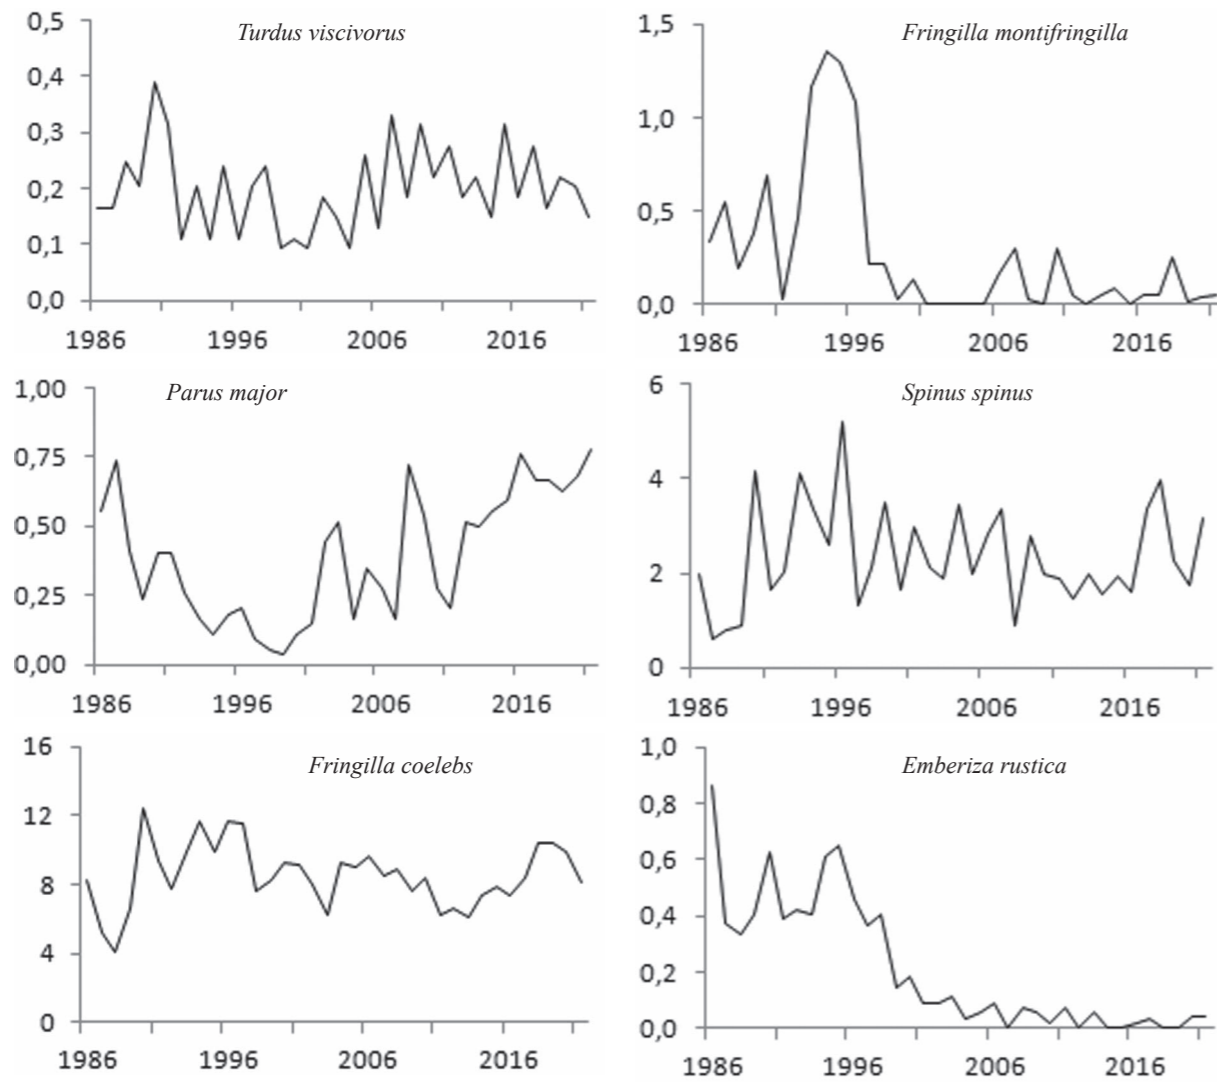 Turdus viscivorus
0,5
0,4
0,3
0,2
0,1
0,0
1986 1996 2006 2016
Fringilla montifringilla
1,5
1,0
0,5
0,0
1986 1996 2006 2016
Parus major
1,00
0,75
0,50
0,25
0,00
1986 1996 2006 2016
Spinus spinus
6
4
2
0
1986 1996 2006 2016
Fringilla coelebs
16
12
8
4
0
1986 1996 2006 2016
Emberiza rustica
1,0
0,8
0,6
0,4
0,2
0,0
1986 1996 2006 2016